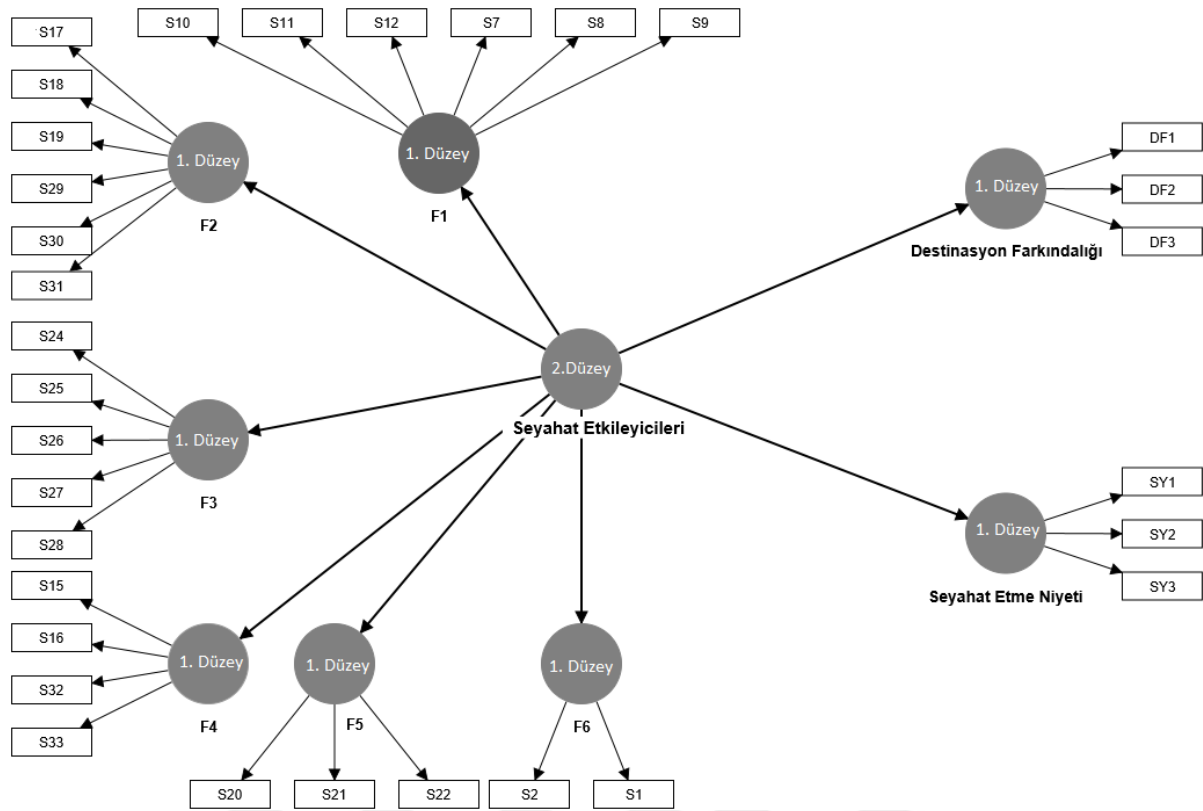 S10
S11
S12
S7
S8
S9
S17
S18
S19
S29
S30
S31
1. Düzey
F2
1. Düzey
F1
1. Düzey
Destinasyon Farkındalığı
DF1
DF2
DF3
2.Düzey
Seyahat Etkileyicileri
S24
S25
S26
S27
S28
1. Düzey
F3
1. Düzey
Seyahat Etme Niyeti
SY1
SY2
SY3
S15
S16
S32
S33
1. Düzey
F4
1. Düzey
F5
1. Düzey
F6
S20
S21
S22
S2
S1